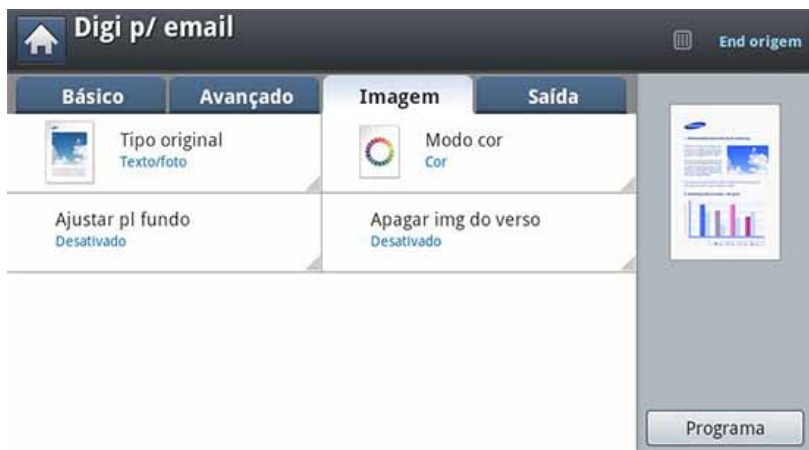 Digi p/ email
End origem
Básico
Avançado
Imagem
Saída
Tipo original
Texto/foto
Modo cor
Cor
Ajustar pl fundo
Desativado
Apagar img do verso
Desativado
Programa